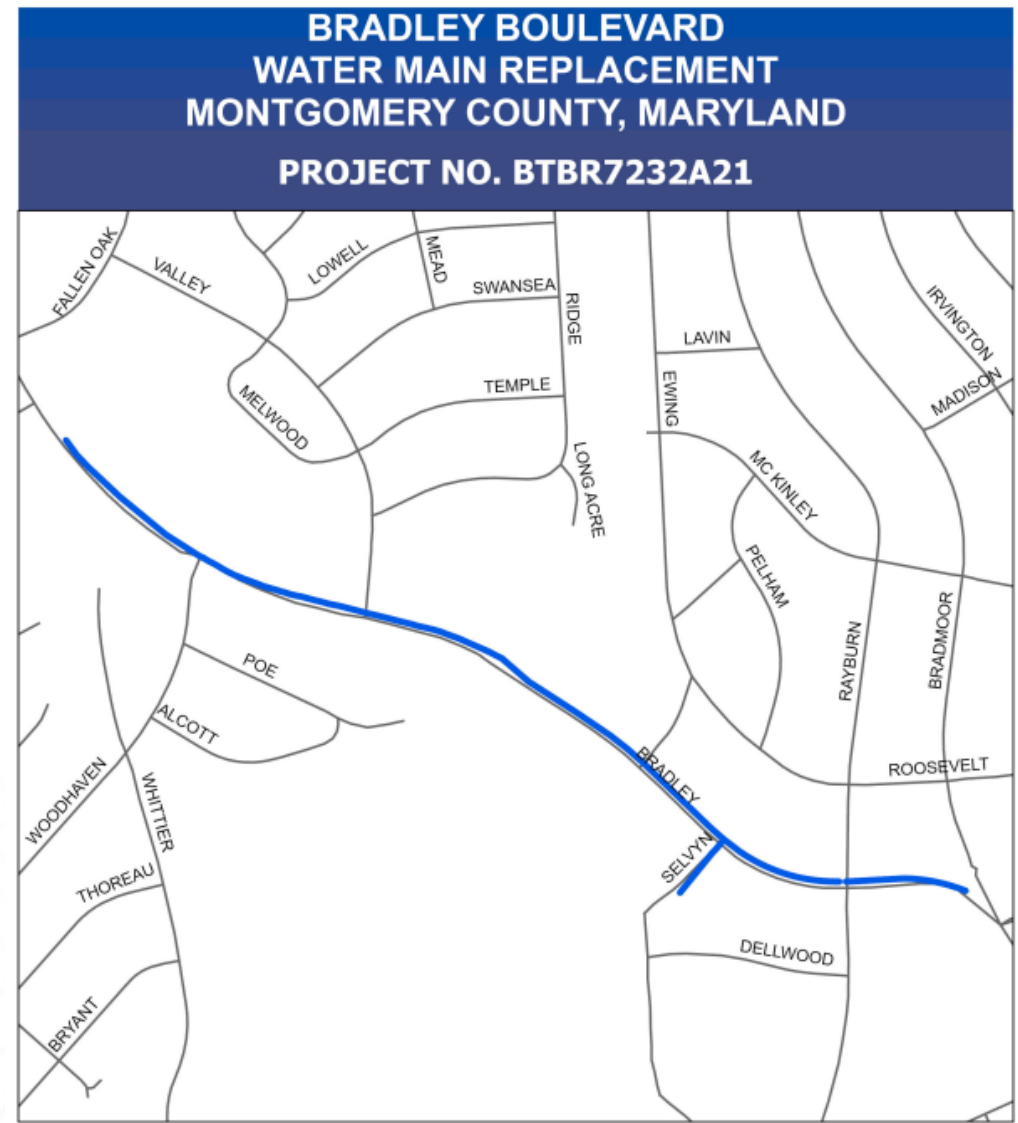 BRADLEY BOULEVARD
WATER MAIN REPLACEMENT
MONTGOMERY COUNTY, MARYLAND
PROJECT NO. BTBR7232A21
FALLEN OAK
VALLEY
LOWELL
MEAD
SWANSEA
RIDGE
IRVINGTON
LAVIN
MADISON
TEMPLE
EWING
MELWOOD
LONG ACRE
MC KINLEY
PELHAM
BRADMOOR
RAYBURN
POE
ALCOTT
BRADLEY
ROOSEVELT
WOODHAVEN
WHITTIER
SELVYN
THOREAU
DELLWOOD
BRYANT